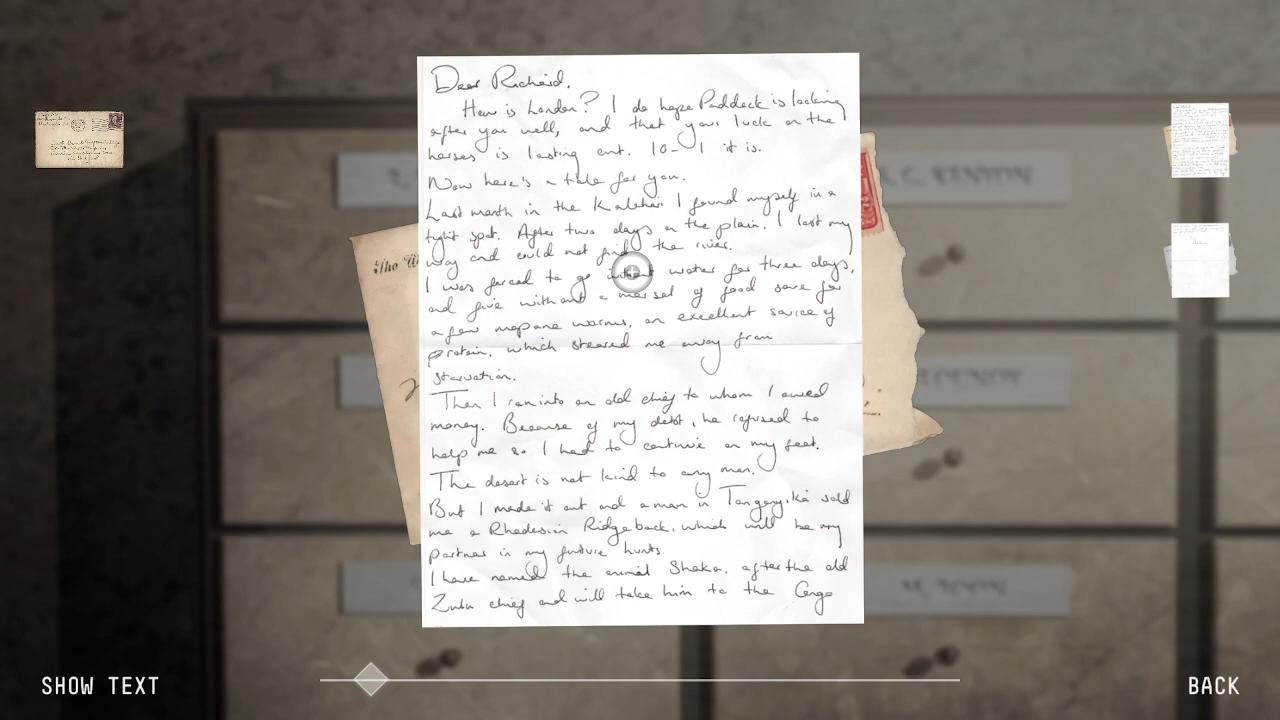 Dear Richard,
How is London? I do hope Paddock is looking
after you well, and that your luck on the
horses is lasting out. 10-1 it is.
Now here's a tale for you.
Last month in the Kalahari I found myself in a
tight spot. After two days on the plain, I lost my
way and could not find the river.
I was forced to go without water for three days,
and five without a morsel of food save for
a few mopane worms, an excellent source of
protein, which steered me away from
starvation.
Then I ran into an old chief to whom I owed
money. Because of my debt, he refused to
help me so I had to continue on my feet.
The desert is not kind to any man.
But I made it out and a man in Tanganyika sold
me a Rhodesian Ridgeback, which will be my
partner in my future hunts.
I have named the animal Shaka, after the old
Zulu chief and will take him to the Congo
SHOW TEXT
BACK